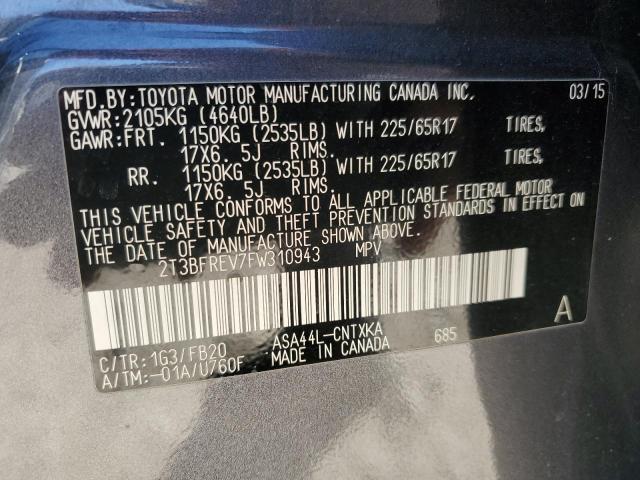 MFD.BY:TOYOTA MOTOR MANUFACTURING CANADA INC. 03/15
GVWR:2105KG (4640LB)
GAWR:FRT. 1150KG (2535LB) WITH 225/65R17 TIRES,
17X6.5J RIMS.
RR. 1150KG (2535LB) WITH 225/65R17 TIRES,
17X6.5J RIMS.
THIS VEHICLE CONFORMS TO ALL APPLICABLE FEDERAL MOTOR
VEHICLE SAFETY AND THEFT PREVENTION STANDARDS IN EFFECT ON
THE DATE OF MANUFACTURE SHOWN ABOVE.
2T3BFREV7FW310943 MPV
A
C/TR:1G3/FB20 ASA44L-CNTXKA 685
A/TM:-01A/U760F MADE IN CANADA